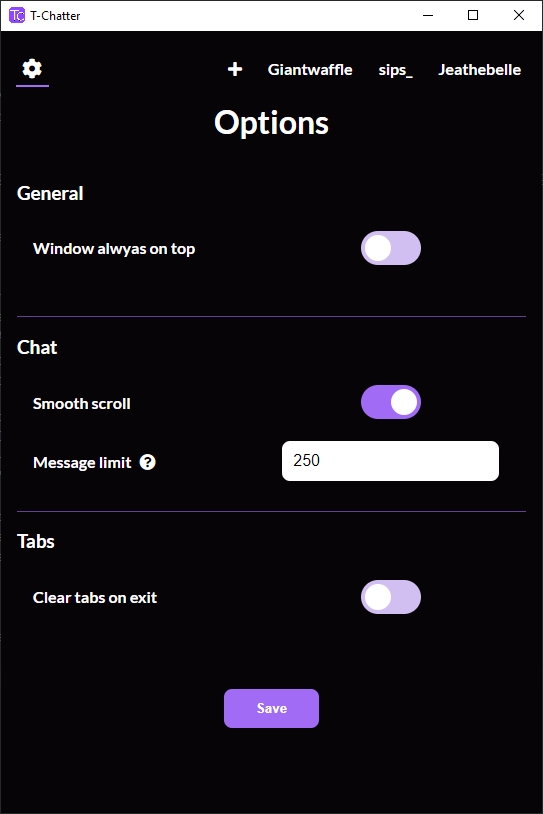 Tc T-Chatter
+ Giantwaffle sips_ Jeathebelle
Options
General
Window alwyas on top
Chat
Smooth scroll
Message limit ?
250
Tabs
Clear tabs on exit
Save